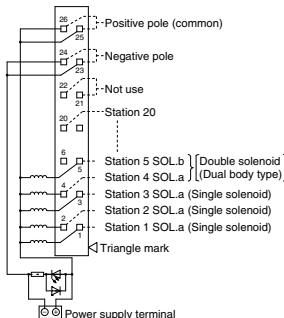 26
Positive pole (common)
25
24
Negative pole
23
22
Not use
21
Station 20
20
6
Station 5 SOL.b
Double solenoid
5
Station 4 SOL.a
(Dual body type)
4
Station 3 SOL.a (Single solenoid)
3
Station 2 SOL.a (Single solenoid)
2
Station 1 SOL.a (Single solenoid)
1
Triangle mark
Power supply terminal